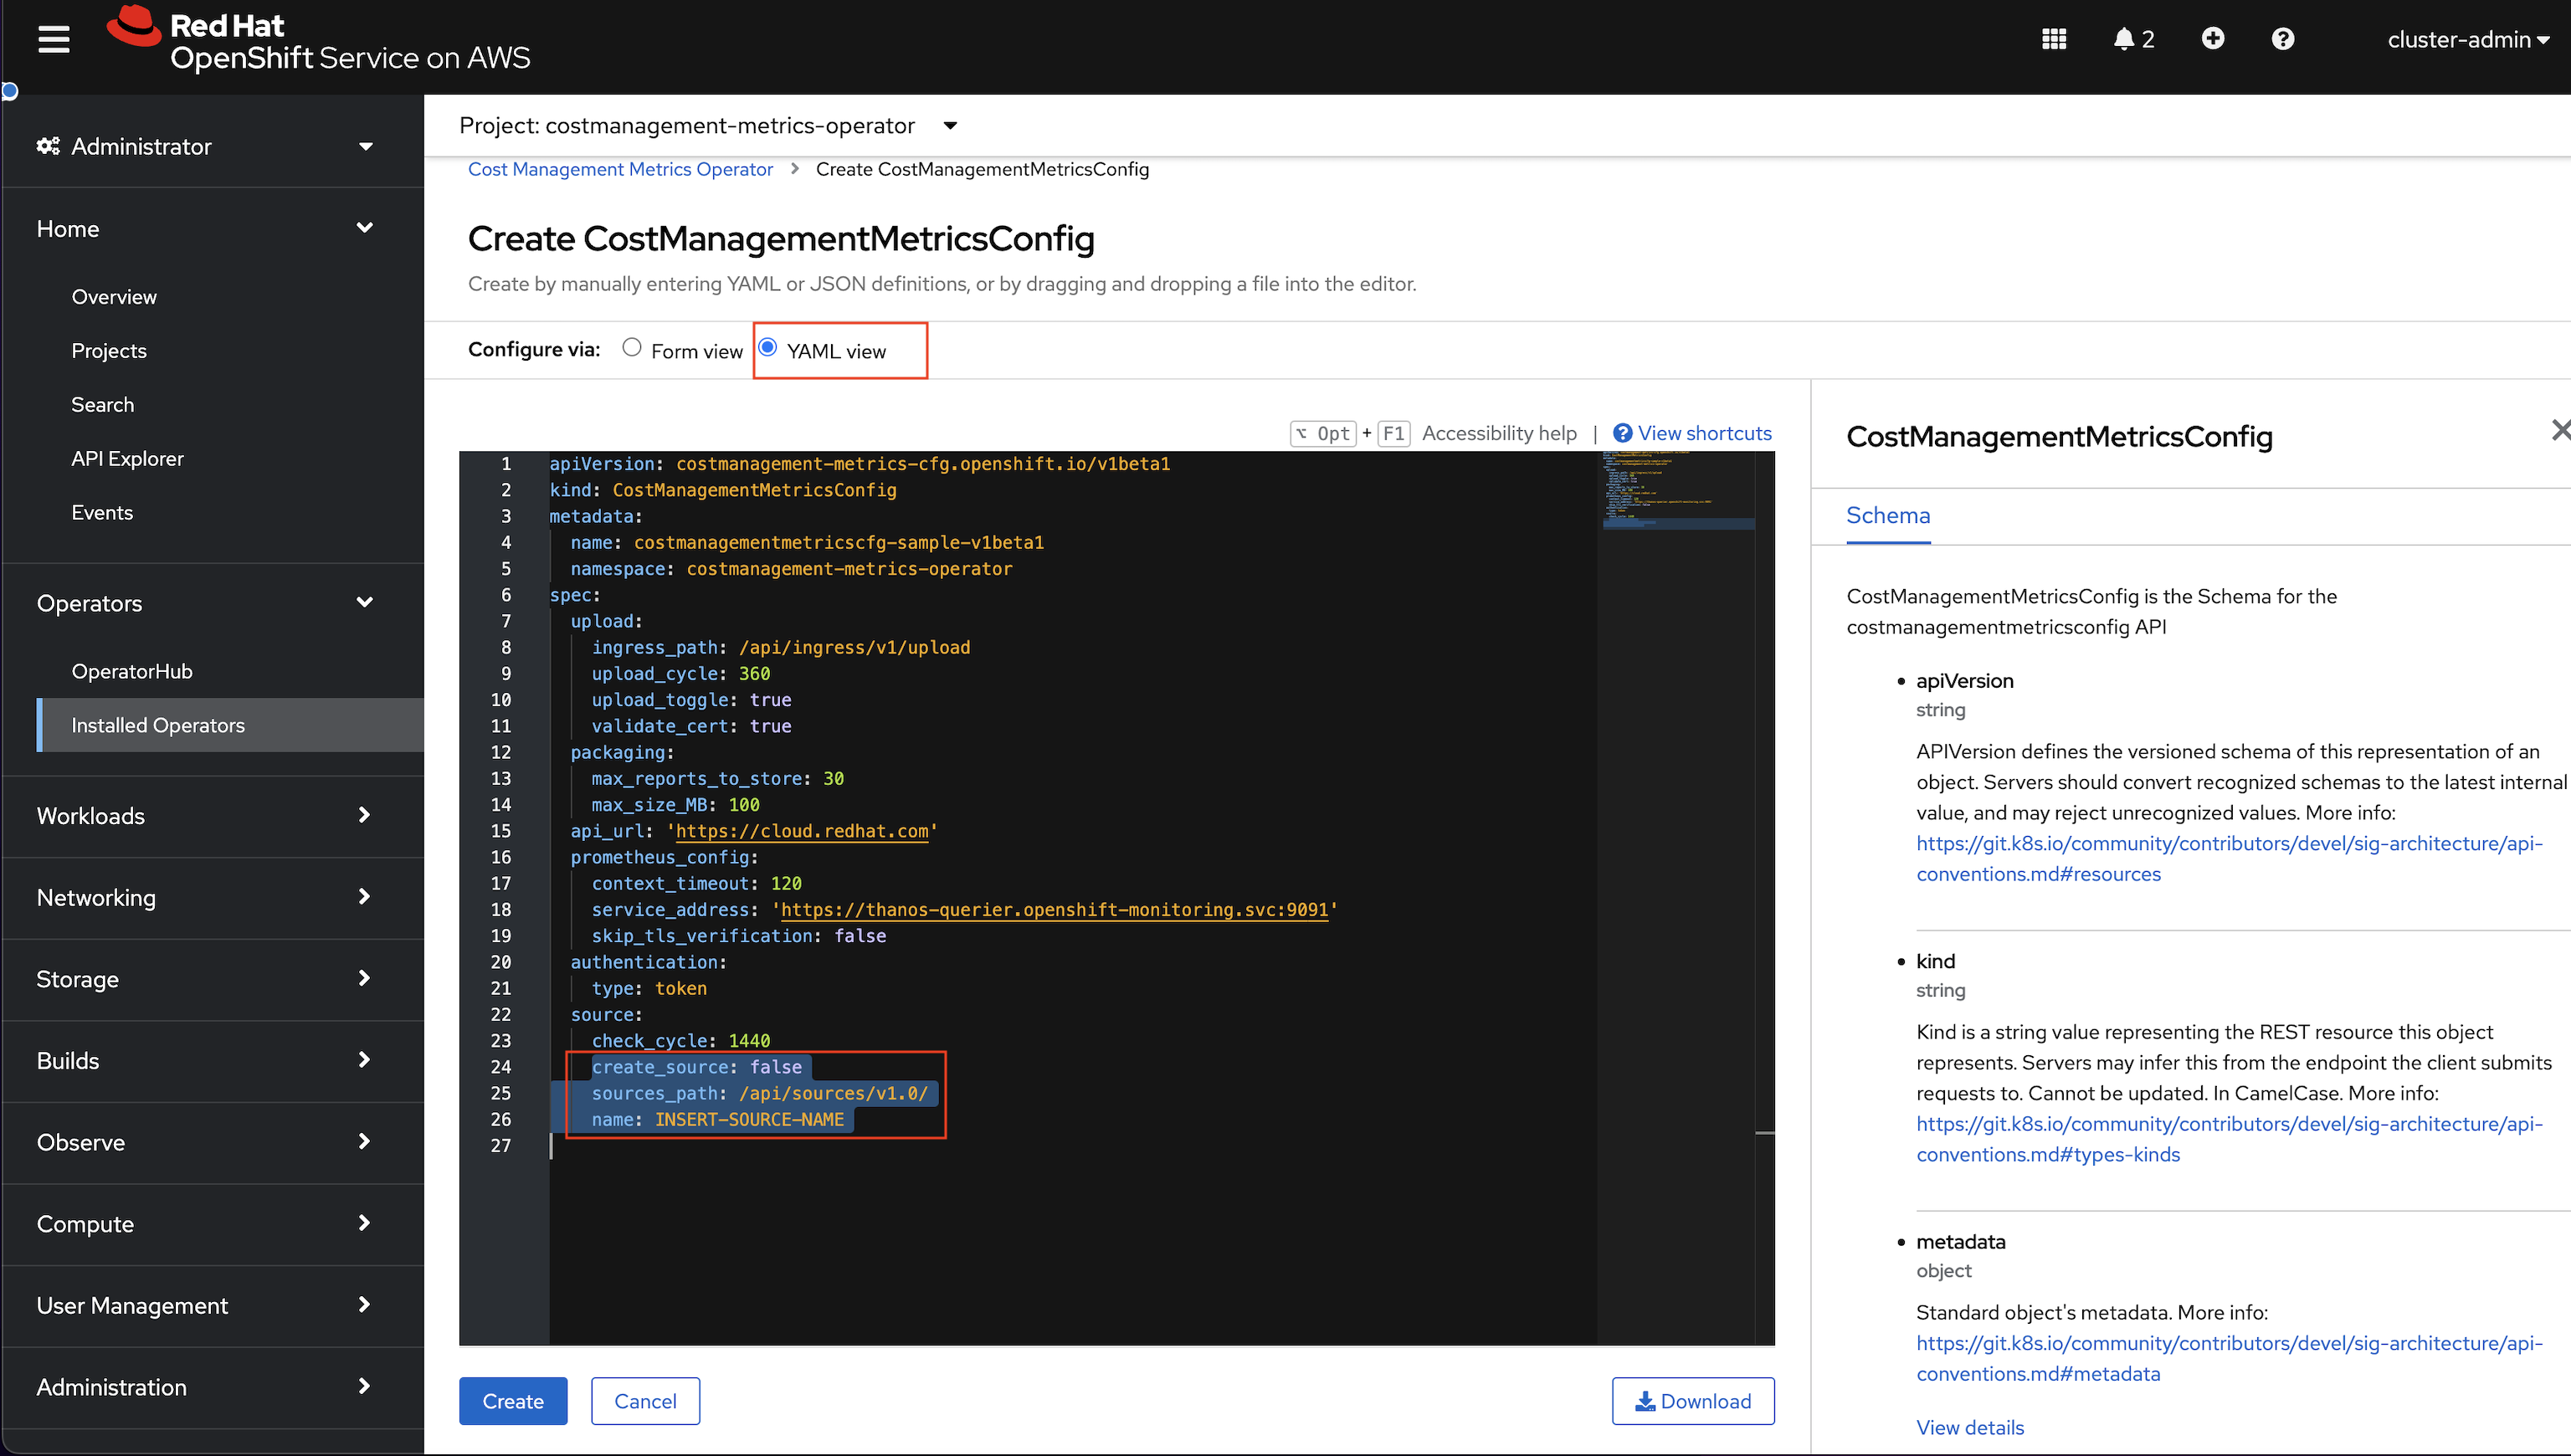 Red Hat
OpenShift Service on AWS
2
cluster-admin
Administrator
Home
Overview
Projects
Search
API Explorer
Events
Operators
OperatorHub
Installed Operators
Workloads
Networking
Storage
Builds
Observe
Compute
User Management
Administration
Project: costmanagement-metrics-operator
Cost Management Metrics Operator > Create CostManagementMetricsConfig
Create CostManagementMetricsConfig
Create by manually entering YAML or JSON definitions, or by dragging and dropping a file into the editor.
Configure via: Form view YAML view
⌥ Opt + F1 Accessibility help | View shortcuts
1 apiVersion: costmanagement-metrics-cfg.openshift.io/v1beta1
2 kind: CostManagementMetricsConfig
3 metadata:
4   name: costmanagementmetricscfg-sample-v1beta1
5   namespace: costmanagement-metrics-operator
6 spec:
7   upload:
8     ingress_path: /api/ingress/v1/upload
9     upload_cycle: 360
10     upload_toggle: true
11     validate_cert: true
12   packaging:
13     max_reports_to_store: 30
14     max_size_MB: 100
15   api_url: 'https://cloud.redhat.com'
16   prometheus_config:
17     context_timeout: 120
18     service_address: 'https://thanos-querier.openshift-monitoring.svc:9091'
19     skip_tls_verification: false
20   authentication:
21     type: token
22   source:
23     check_cycle: 1440
24     create_source: false
25     sources_path: /api/sources/v1.0/
26     name: INSERT-SOURCE-NAME
27
Create
Cancel
Download
CostManagementMetricsConfig
Schema
CostManagementMetricsConfig is the Schema for the
costmanagementmetricsconfig API
• apiVersion
string
APIVersion defines the versioned schema of this representation of an
object. Servers should convert recognized schemas to the latest internal
value, and may reject unrecognized values. More info:
https://git.k8s.io/community/contributors/devel/sig-architecture/api-
conventions.md#resources
• kind
string
Kind is a string value representing the REST resource this object
represents. Servers may infer this from the endpoint the client submits
requests to. Cannot be updated. In CamelCase. More info:
https://git.k8s.io/community/contributors/devel/sig-architecture/api-
conventions.md#types-kinds
• metadata
object
Standard object's metadata. More info:
https://git.k8s.io/community/contributors/devel/sig-architecture/api-
conventions.md#metadata
View details